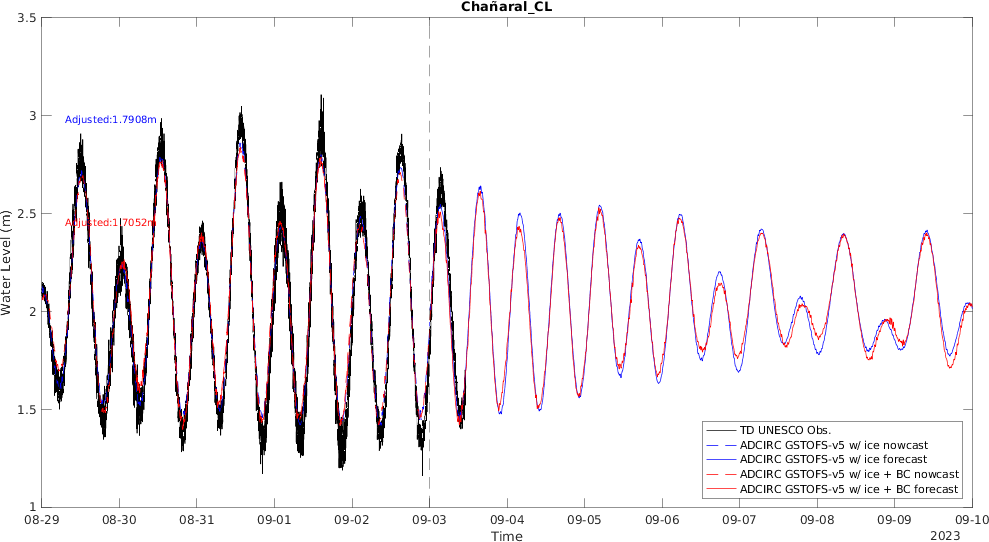 Chañaral_CL
3.5
3
2.5
2
1.5
1
Water Level (m)
Adjusted:1.7908m
Adjusted:1.7052m
TD UNESCO Obs.
ADCIRC GSTOFS-v5 w/ ice nowcast
ADCIRC GSTOFS-v5 w/ ice forecast
ADCIRC GSTOFS-v5 w/ ice + BC nowcast
ADCIRC GSTOFS-v5 w/ ice + BC forecast
08-29 08-30 08-31 09-01 09-02 09-03 09-04 09-05 09-06 09-07 09-08 09-09 09-10
Time
2023